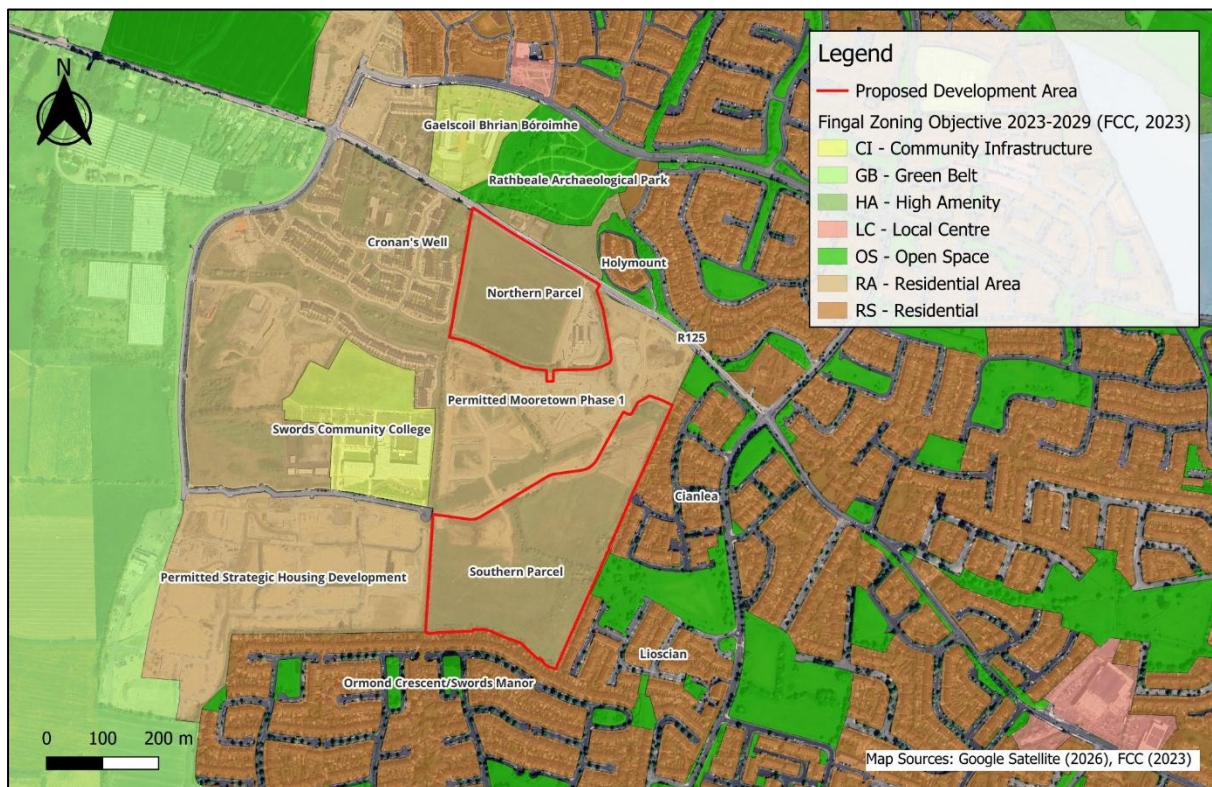 N
Legend
Proposed Development Area
Fingal Zoning Objective 2023-2029 (FCC, 2023)
CI - Community Infrastructure
GB - Green Belt
HA - High Amenity
LC - Local Centre
OS - Open Space
RA - Residential Area
RS - Residential
Gaelscoil Bhrian Bóroimhe
Rathbeale Archaeological Park
Cronan's Well
Holymount
Northern Parcel
R125
Permitted Mooretown Phase 1
Swords Community College
Cianlea
Southern Parcel
Permitted Strategic Housing Development
Lioscian
Ormond Crescent/Swords Manor
0 100 200 m
Map Sources: Google Satellite (2026), FCC (2023)